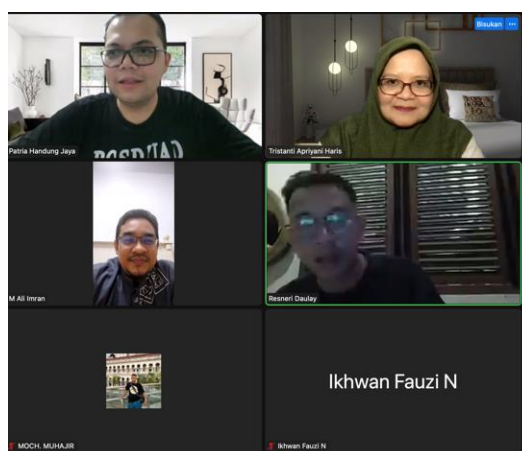 Bisukan
Patria Handung Jaya
Tristanti Apriyani Haris
M Ali Imran
Resneri Daulay
Ikhwan Fauzi N
MOCH. MUHAJIR
Ikhwan Fauzi N